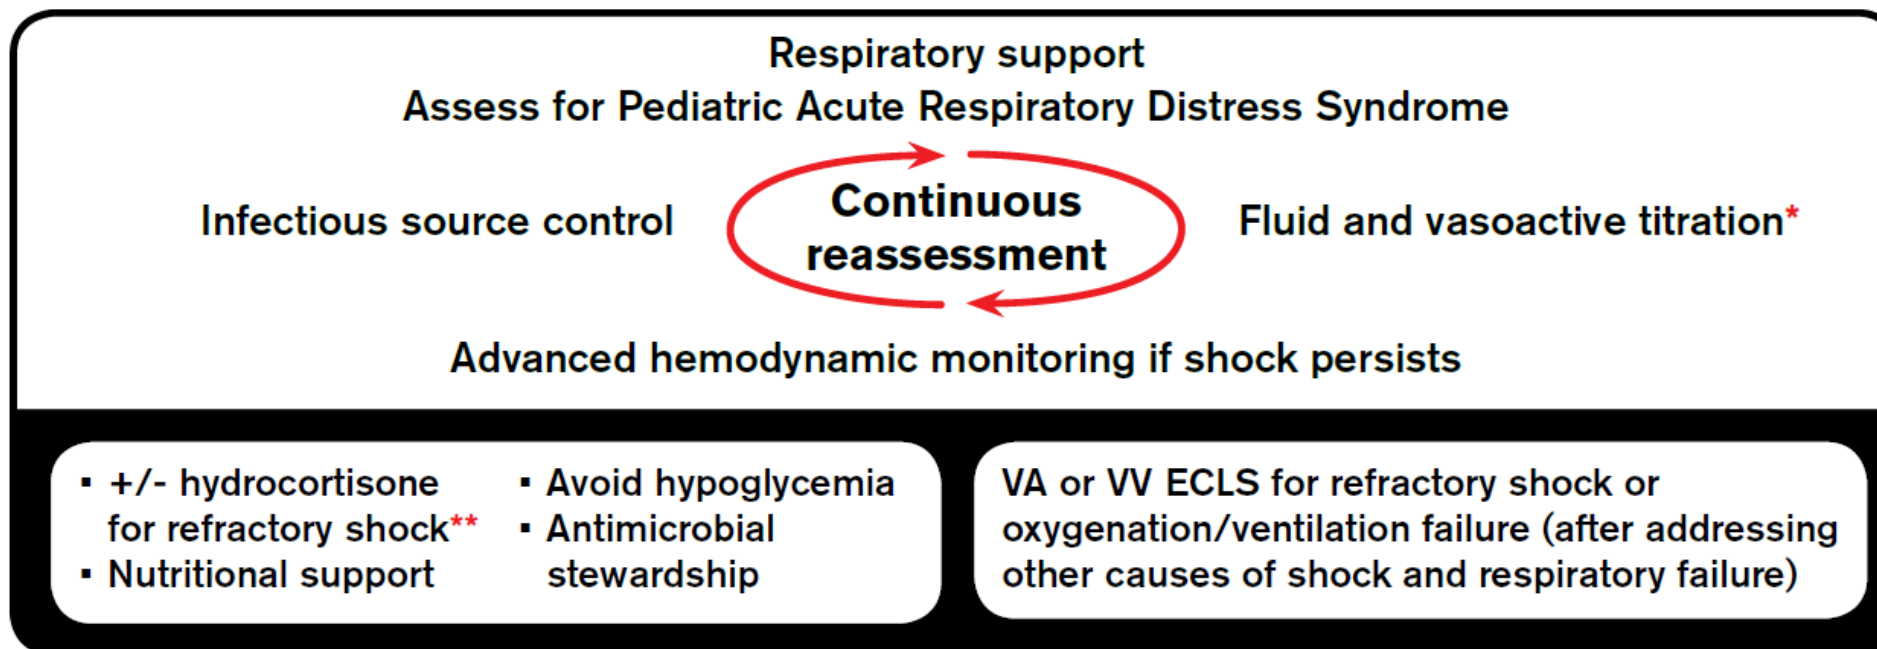 Respiratory support
Assess for Pediatric Acute Respiratory Distress Syndrome
Infectious source control
Continuous
reassessment
Fluid and vasoactive titration*
Advanced hemodynamic monitoring if shock persists
▪ +/- hydrocortisone
for refractory shock**
▪ Nutritional support
▪ Avoid hypoglycemia
▪ Antimicrobial
stewardship
VA or VV ECLS for refractory shock or
oxygenation/ventilation failure (after addressing
other causes of shock and respiratory failure)